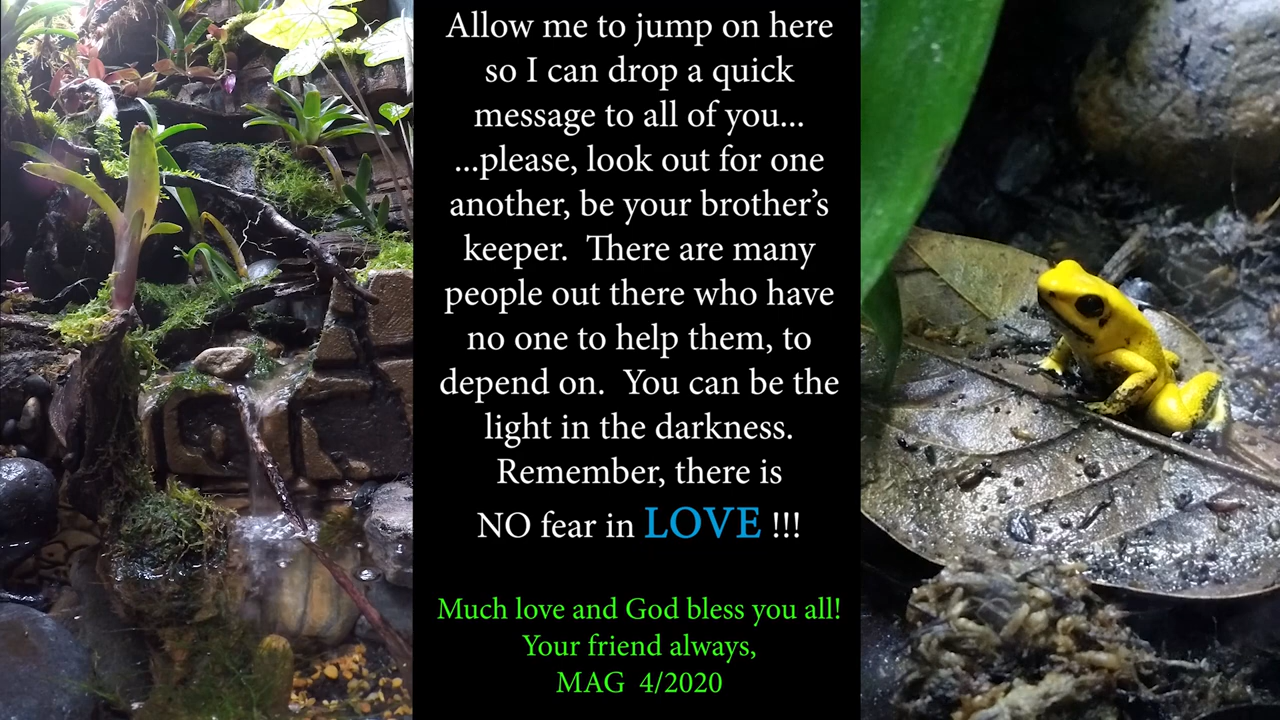 Allow me to jump on here
so I can drop a quick
message to all of you...
...please, look out for one
another, be your brother’s
keeper.  There are many
people out there who have
no one to help them, to
depend on.  You can be the
light in the darkness.
Remember, there is
NO fear in LOVE !!!
Much love and God bless you all!
Your friend always,
MAG  4/2020